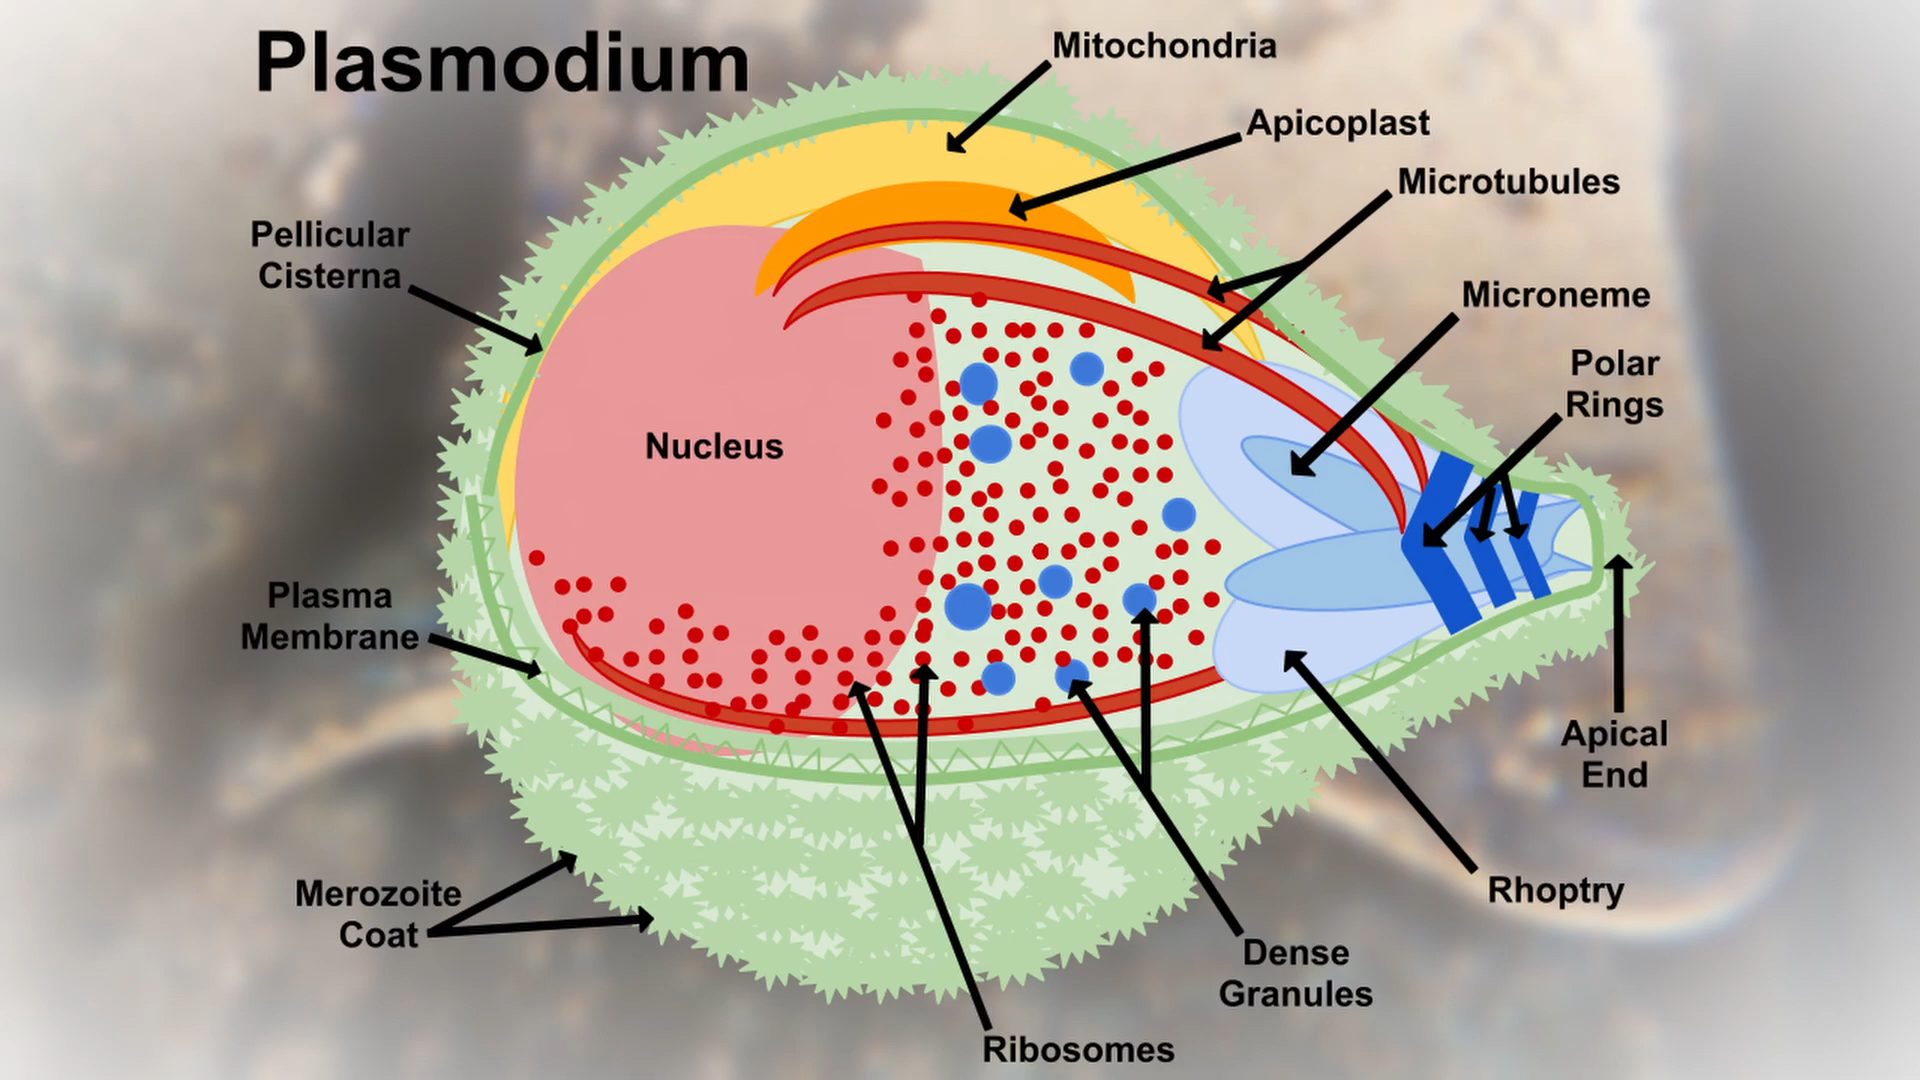 Plasmodium
Mitochondria
Apicoplast
Microtubules
Pellicular
Cisterna
Microneme
Polar
Rings
Nucleus
Plasma
Membrane
Apical
End
Merozoite
Coat
Rhoptry
Dense
Granules
Ribosomes